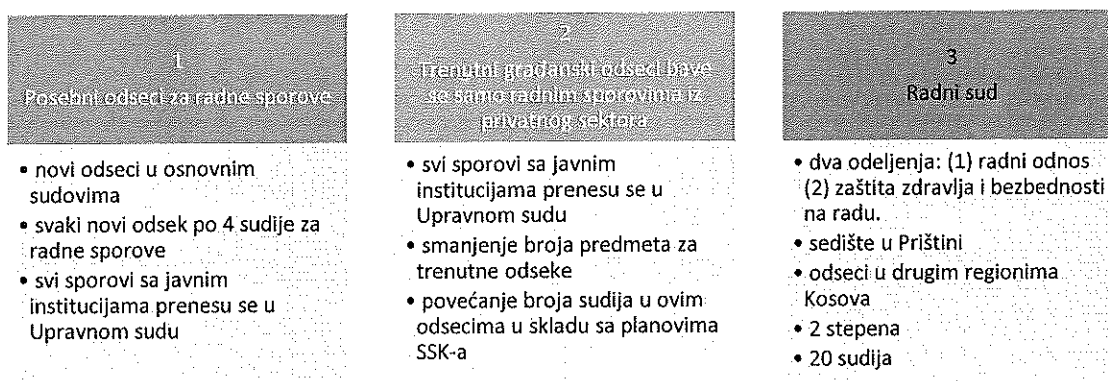 1
Posebni odseci za radne sporove
• novi odseci u osnovnim
sudovima
• svaki novi odsek po 4 sudije za
radne sporove
• svi sporovi sa javnim
institucijama prenesu se u
Upravnom sudu
2
Trenutni građanski odseci bave
se samo radnim sporovima iz
privatnog sektora
• svi sporovi sa javnim
institucijama prenesu se u
Upravnom sudu
• smanjenje broja predmeta za
trenutne odseke
• povećanje broja sudija u ovim
odsecima u skladu sa planovima
SSK-a
3
Radni sud
• dva odeljenja: (1) radni odnos
(2) zaštita zdravlja i bezbednosti
na radu.
• sedište u Prištini
• odseci u drugim regionima
Kosova
• 2 stepena
• 20 sudija